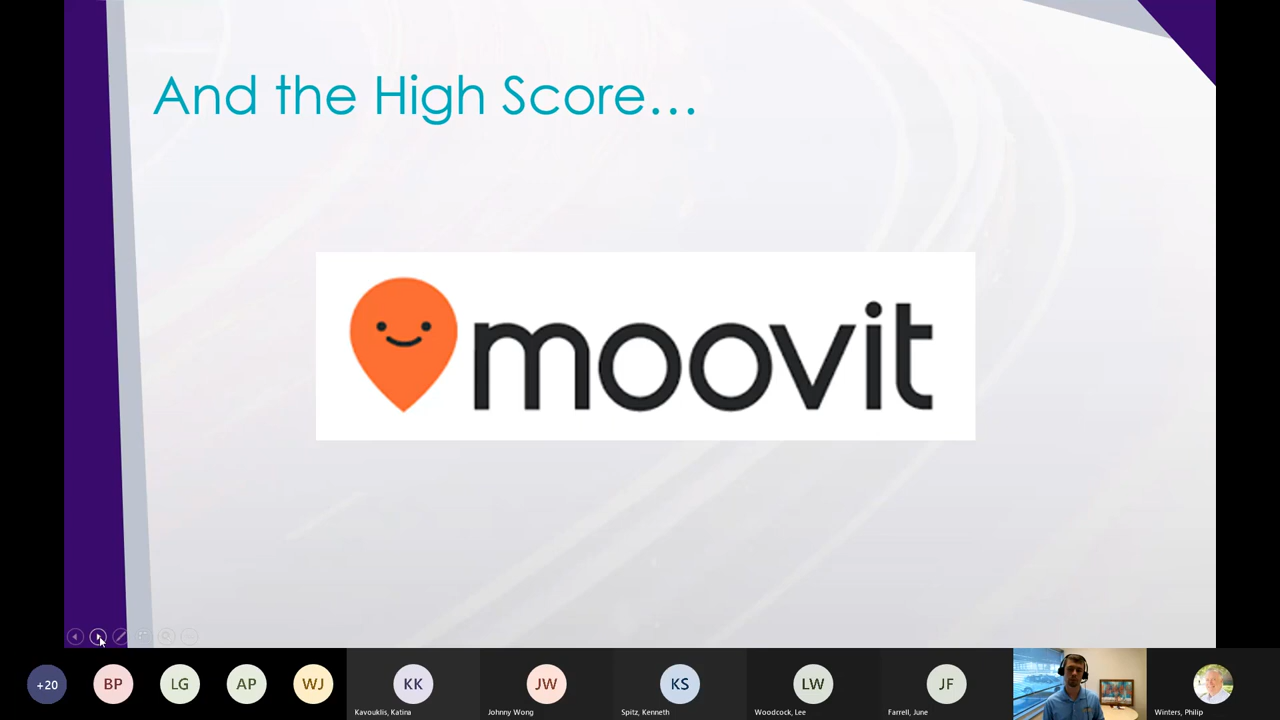 And the High Score...
moovit
+20
BP
LG
AP
WJ
KK
JW
KS
LW
JF
Kavouklis, Katina
Johnny Wong
Spitz, Kenneth
Woodcock, Lee
Farrell, June
Winters, Philip